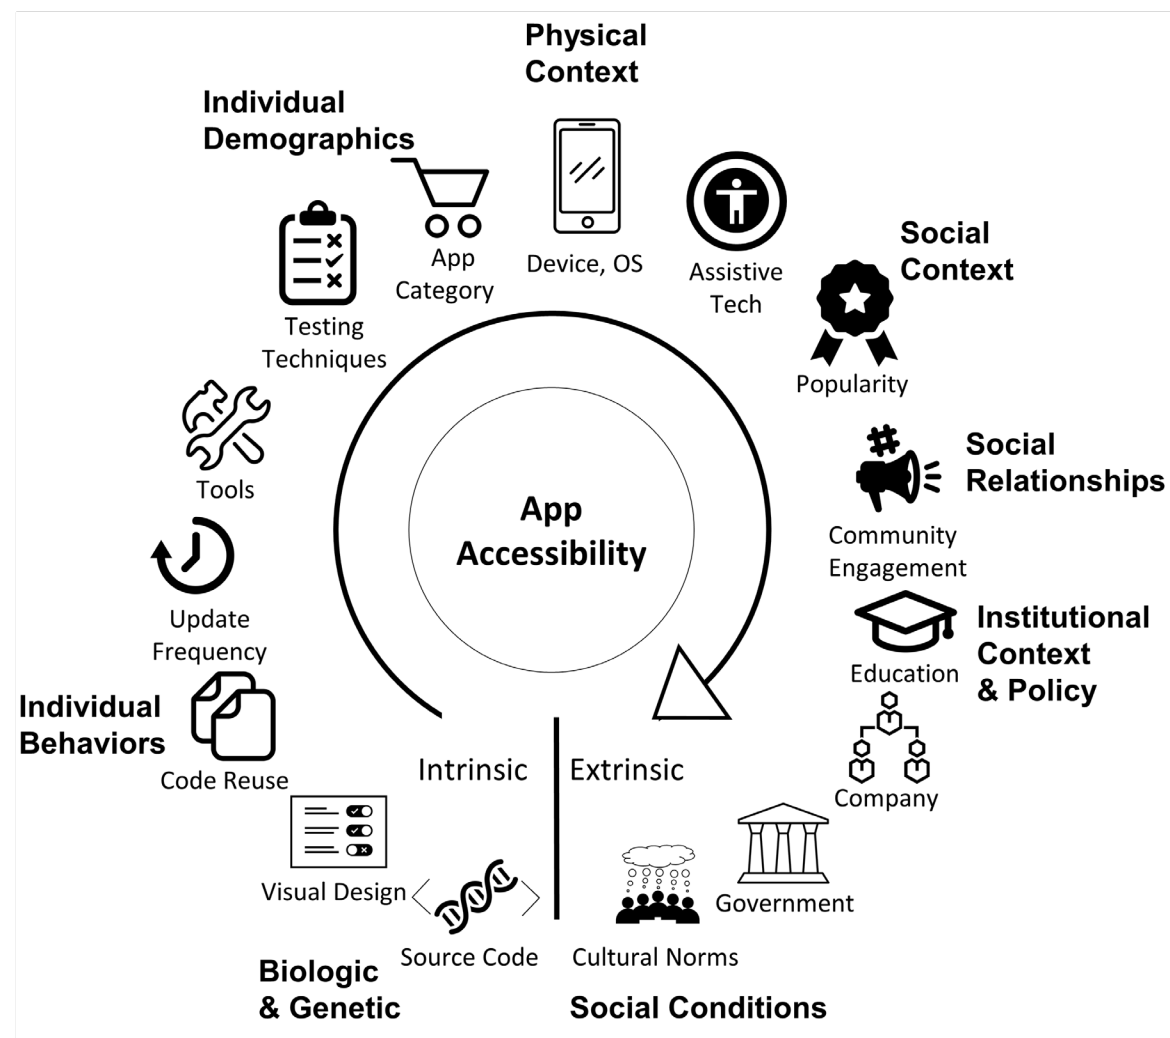 Physical
Context
Individual
Demographics
App
Category
Device, OS
Assistive
Tech
Social
Context
Testing
Techniques
Popularity
Tools
#
Social
Relationships
Community
Engagement
App
Accessibility
Update
Frequency
Institutional
Context
& Policy
Education
Individual
Behaviors
Code Reuse
Intrinsic
Extrinsic
Company
Visual Design
Government
Source Code
Cultural Norms
Biologic
& Genetic
Social Conditions